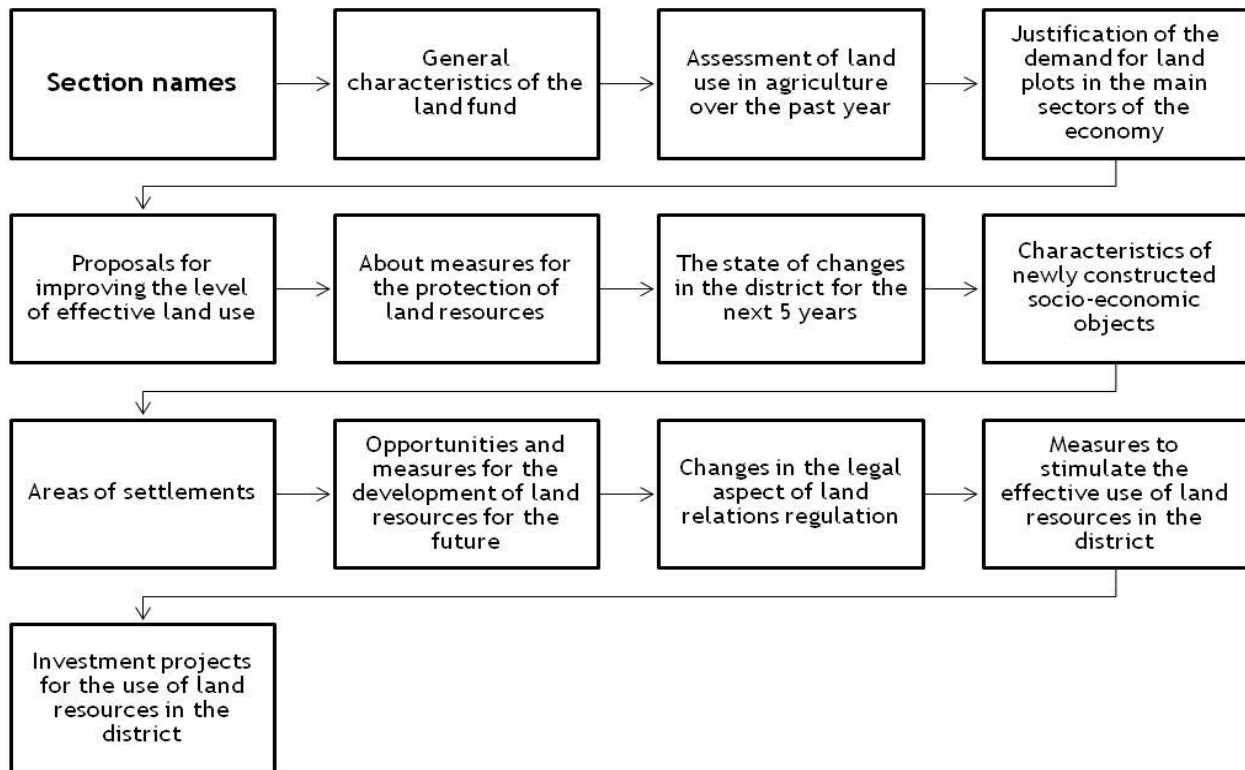 Section names
General
characteristics of the
land fund
Assessment of land
use in agriculture
over the past year
Justification of the
demand for land
plots in the main
sectors of the
economy
Proposals for
improving the level
of effective land use
About measures for
the protection of
land resources
The state of changes
in the district for the
next 5 years
Characteristics of
newly constructed
socio-economic
objects
Areas of settlements
Opportunities and
measures for the
development of land
resources for the
future
Changes in the legal
aspect of land
relations regulation
Measures to
stimulate the
effective use of land
resources in the
district
Investment projects
for the use of land
resources in the
district